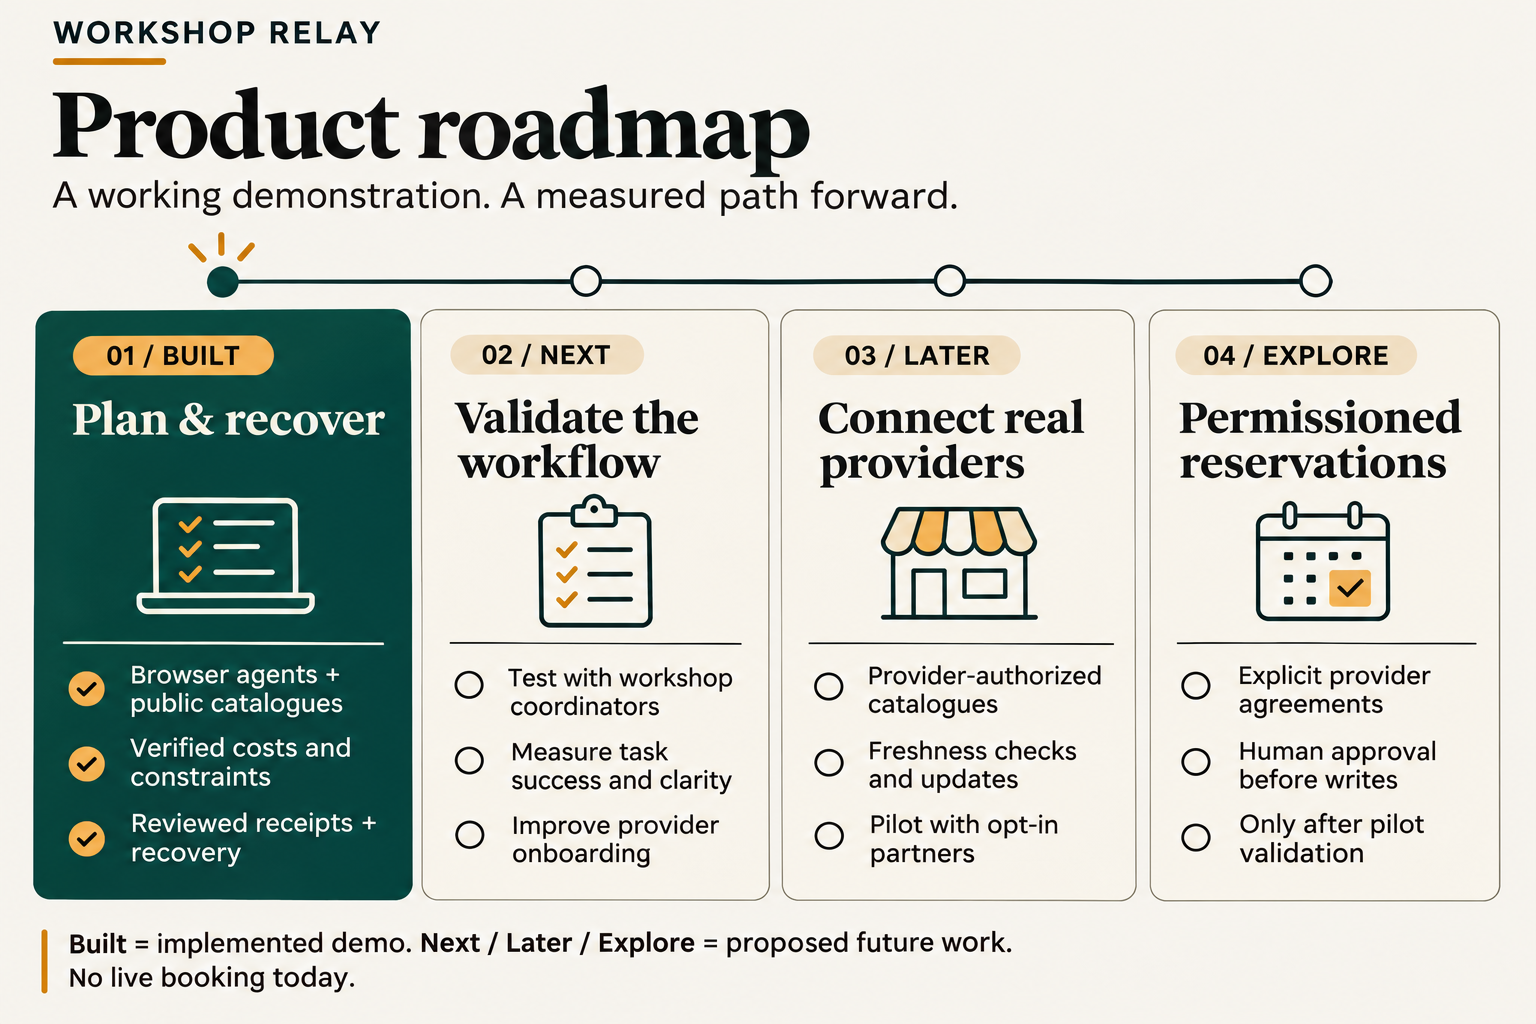 WORKSHOP RELAY
Product roadmap
A working demonstration. A measured path forward.
01 / BUILT
Plan & recover
Browser agents +
public catalogues
Verified costs and
constraints
Reviewed receipts +
recovery
02 / NEXT
Validate the
workflow
Test with workshop
coordinators
Measure task
success and clarity
Improve provider
onboarding
03 / LATER
Connect real
providers
Provider-authorized
catalogues
Freshness checks
and updates
Pilot with opt-in
partners
04 / EXPLORE
Permissioned
reservations
Explicit provider
agreements
Human approval
before writes
Only after pilot
validation
Built = implemented demo. Next / Later / Explore = proposed future work.
No live booking today.